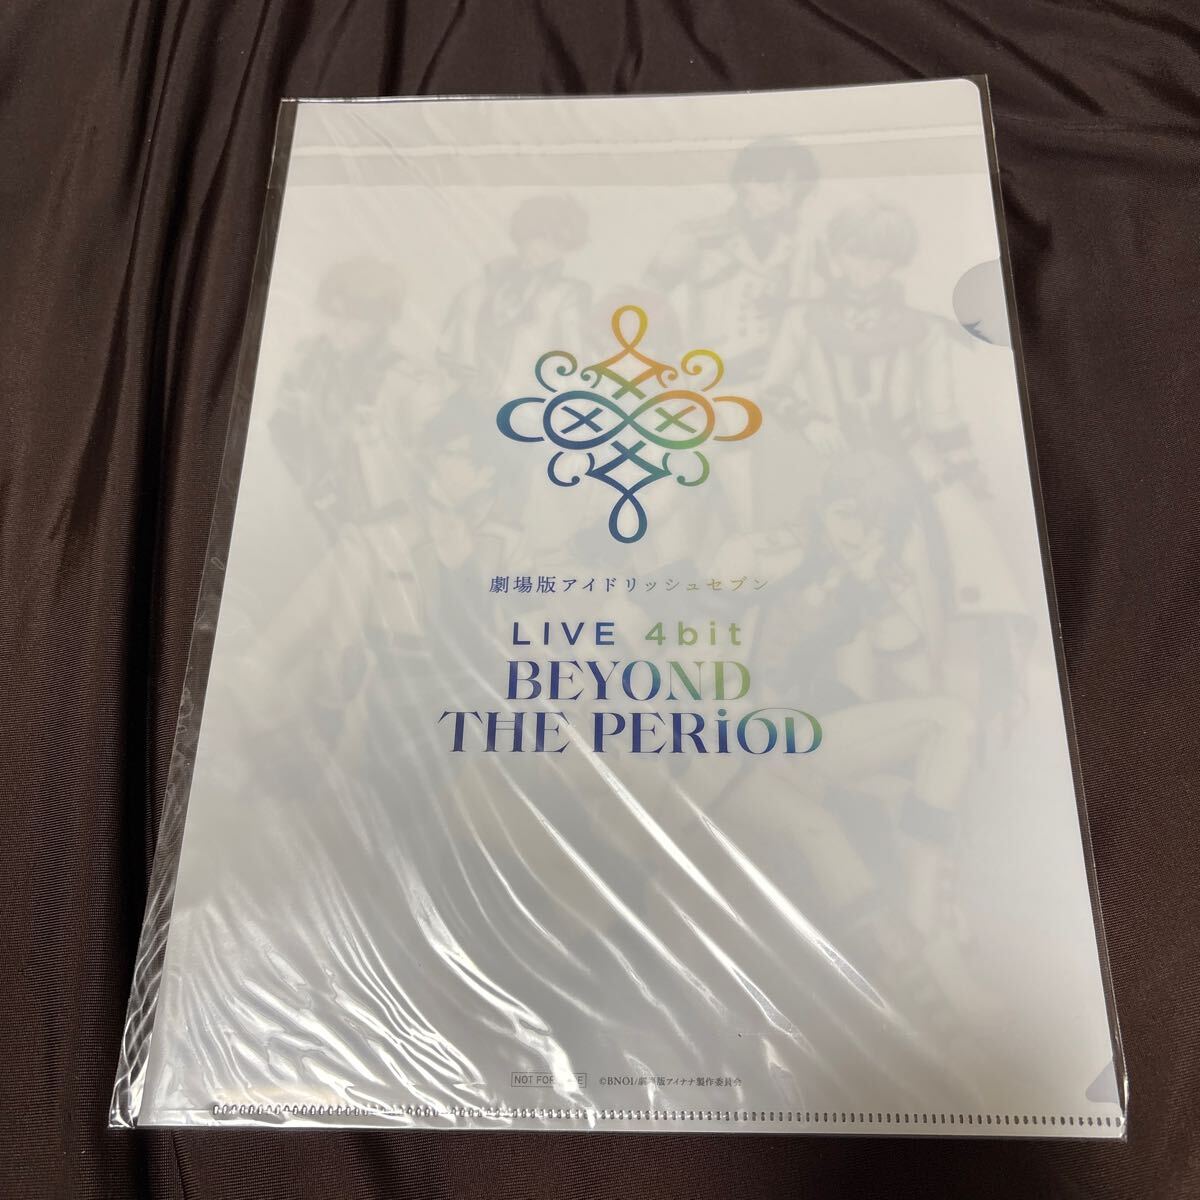 劇場版アイドリッシュセブン
LIVE 4bit
BEYOND
THE PERiOD
NOT FOR SALE ©BNOI/劇場版アイナナ製作委員会